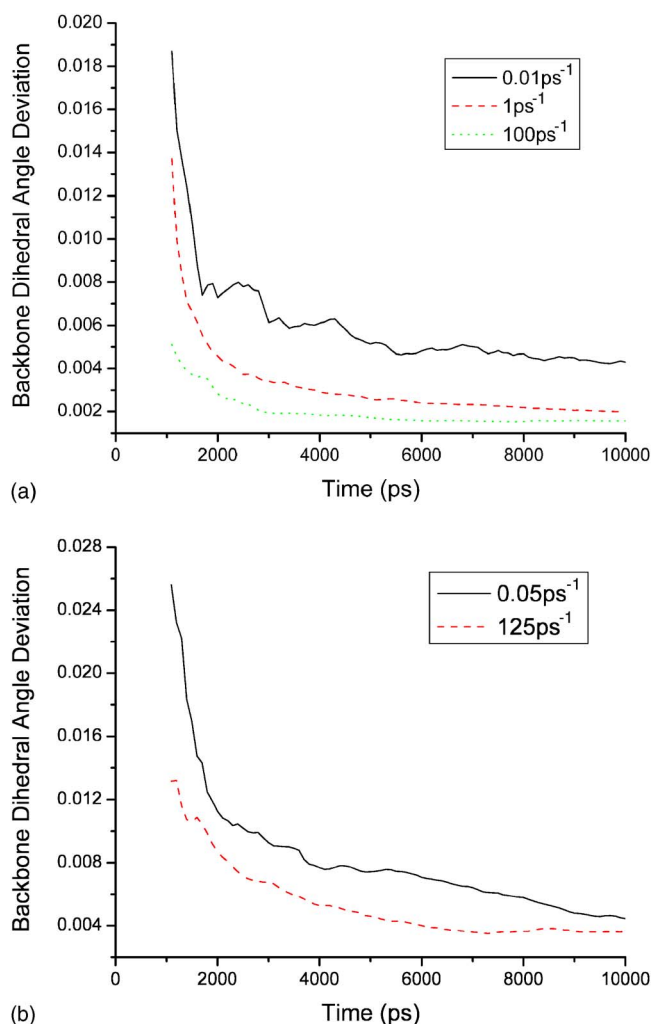 0.020
0.018
0.016
0.014
0.012
0.010
0.008
0.006
0.004
0.002
Backbone Dihedral Angle Deviation
0.01ps⁻¹
1ps⁻¹
100ps⁻¹
0 2000 4000 6000 8000 10000
Time (ps)
(a)
0.028
0.024
0.020
0.016
0.012
0.008
0.004
Backbone Dihedral Angle Deviation
0.05ps⁻¹
125ps⁻¹
0 2000 4000 6000 8000 10000
Time (ps)
(b)